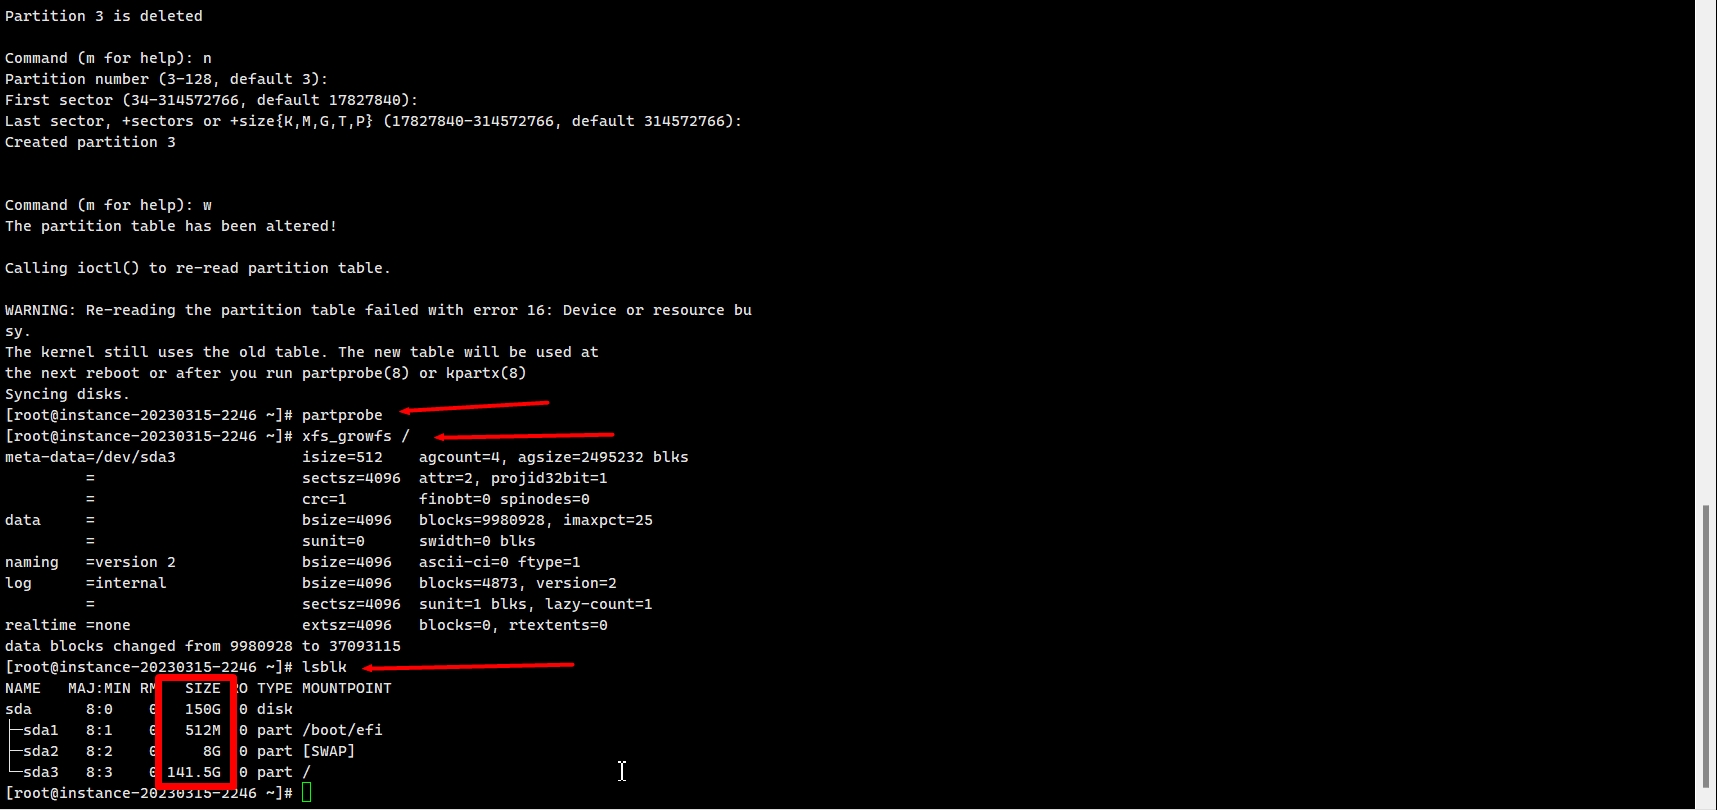 Partition 3 is deleted
Command (m for help): n
Partition number (3-128, default 3):
First sector (34-314572766, default 17827840):
Last sector, +sectors or +size{K,M,G,T,P} (17827840-314572766, default 314572766):
Created partition 3
Command (m for help): w
The partition table has been altered!
Calling ioctl() to re-read partition table.
WARNING: Re-reading the partition table failed with error 16: Device or resource bu
sy.
The kernel still uses the old table. The new table will be used at
the next reboot or after you run partprobe(8) or kpartx(8)
Syncing disks.
[root@instance-20230315-2246 ~]# partprobe
[root@instance-20230315-2246 ~]# xfs_growfs /
meta-data=/dev/sda3              isize=512    agcount=4, agsize=2495232 blks
         =                       sectsz=4096  attr=2, projid32bit=1
         =                       crc=1        finobt=0 spinodes=0
data     =                       bsize=4096   blocks=9980928, imaxpct=25
         =                       sunit=0      swidth=0 blks
naming   =version 2              bsize=4096   ascii-ci=0 ftype=1
log      =internal               bsize=4096   blocks=4873, version=2
         =                       sectsz=4096  sunit=1 blks, lazy-count=1
realtime =none                   extsz=4096   blocks=0, rtextents=0
data blocks changed from 9980928 to 37093115
[root@instance-20230315-2246 ~]# lsblk
NAME   MAJ:MIN RM   SIZE RO TYPE MOUNTPOINT
sda      8:0    0   150G  0 disk
├─sda1   8:1    0   512M  0 part /boot/efi
├─sda2   8:2    0     8G  0 part [SWAP]
└─sda3   8:3    0 141.5G  0 part /
[root@instance-20230315-2246 ~]#